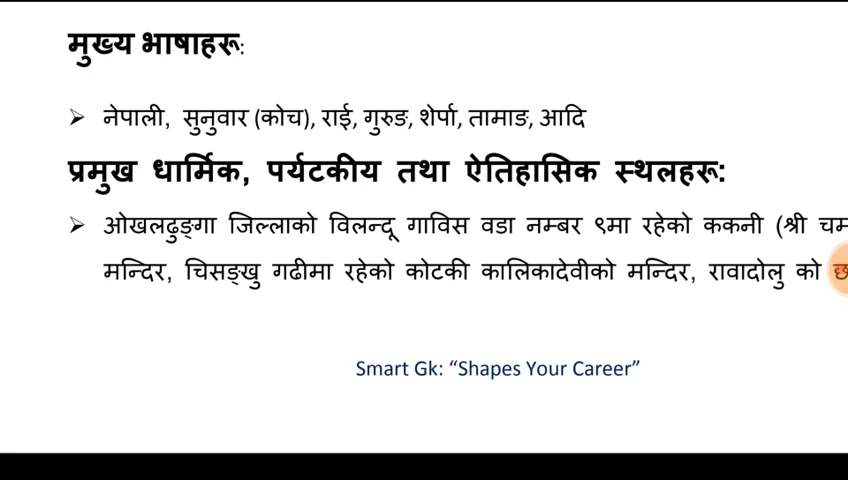 मुख्य भाषाहरू:
➢ नेपाली, सुनुवार (कोच), राई, गुरुङ, शेर्पा, तामाङ, आदि
प्रमुख धार्मिक, पर्यटकीय तथा ऐतिहासिक स्थलहरू:
➢ ओखलढुङ्गा जिल्लाको विलन्दू गाविस वडा नम्बर ९मा रहेको ककनी (श्री
मन्दिर, चिसङ्खु गढीमा रहेको कोटकी कालिकादेवीको मन्दिर, रावादोलु को
Smart Gk: “Shapes Your Career”